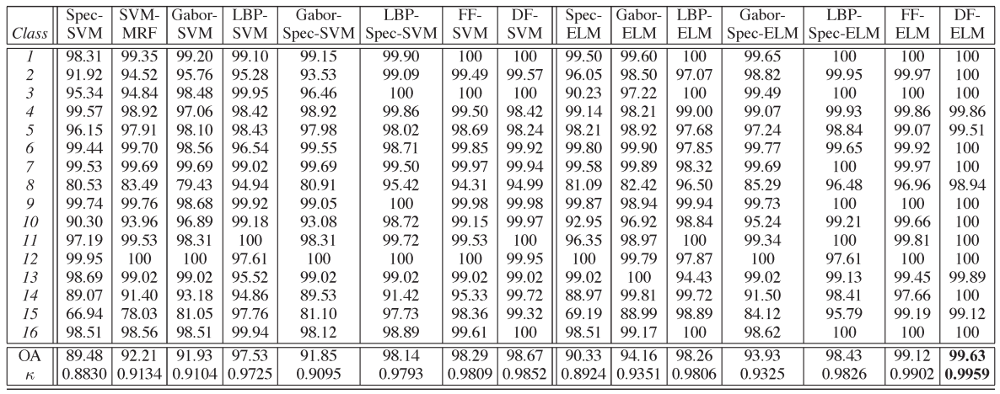 Spec- SVM- Gabor- LBP- Gabor- LBP- FF- DF- Spec- Gabor- LBP- Gabor- LBP- FF- DF-
Class SVM MRF SVM SVM Spec-SVM Spec-SVM SVM SVM ELM ELM ELM Spec-ELM Spec-ELM ELM ELM
1 98.31 99.35 99.20 99.10 99.15 99.90 100 100 99.50 99.60 100 99.65 100 100 100
2 91.92 94.52 95.76 95.28 93.53 99.09 99.49 99.57 96.05 98.50 97.07 98.82 99.95 99.97 100
3 95.34 94.84 98.48 99.95 96.46 100 100 100 90.23 97.22 100 99.49 100 100 100
4 99.57 98.92 97.06 98.42 98.92 99.86 99.50 98.42 99.14 98.21 99.00 99.07 99.93 99.86 99.86
5 96.15 97.91 98.10 98.43 97.98 98.02 98.69 98.24 98.21 98.92 97.68 97.24 98.84 99.07 99.51
6 99.44 99.70 98.56 96.54 99.55 98.71 99.85 99.92 99.80 99.90 97.85 99.77 99.65 99.92 100
7 99.53 99.69 99.69 99.02 99.69 99.50 99.97 99.94 99.58 99.89 98.32 99.69 100 99.97 100
8 80.53 83.49 79.43 94.94 80.91 95.42 94.31 94.99 81.09 82.42 96.50 85.29 96.48 96.96 98.94
9 99.74 99.76 98.68 99.92 99.05 100 99.98 99.98 99.87 98.94 99.94 99.73 100 100 100
10 90.30 93.96 96.89 99.18 93.08 98.72 99.15 99.97 92.95 96.92 98.84 95.24 99.21 99.66 100
11 97.19 99.53 98.31 100 98.31 99.72 99.53 100 96.35 98.97 100 99.34 100 99.81 100
12 99.95 100 100 97.61 100 100 100 99.95 100 99.79 97.87 100 97.61 100 100
13 98.69 99.02 99.02 95.52 99.02 99.02 99.02 99.02 99.02 100 94.43 99.02 99.13 99.45 99.89
14 89.07 91.40 93.18 94.86 89.53 91.42 95.33 99.72 88.97 99.81 99.72 91.50 98.41 97.66 100
15 66.94 78.03 81.05 97.76 81.10 97.73 98.36 99.32 69.19 88.99 98.89 84.12 95.79 99.19 99.12
16 98.51 98.56 98.51 99.94 98.12 98.89 99.61 100 98.51 99.17 100 98.62 100 100 100
OA 89.48 92.21 91.93 97.53 91.85 98.14 98.29 98.67 90.33 94.16 98.26 93.93 98.43 99.12 99.63
κ 0.8830 0.9134 0.9104 0.9725 0.9095 0.9793 0.9809 0.9852 0.8924 0.9351 0.9806 0.9325 0.9826 0.9902 0.9959